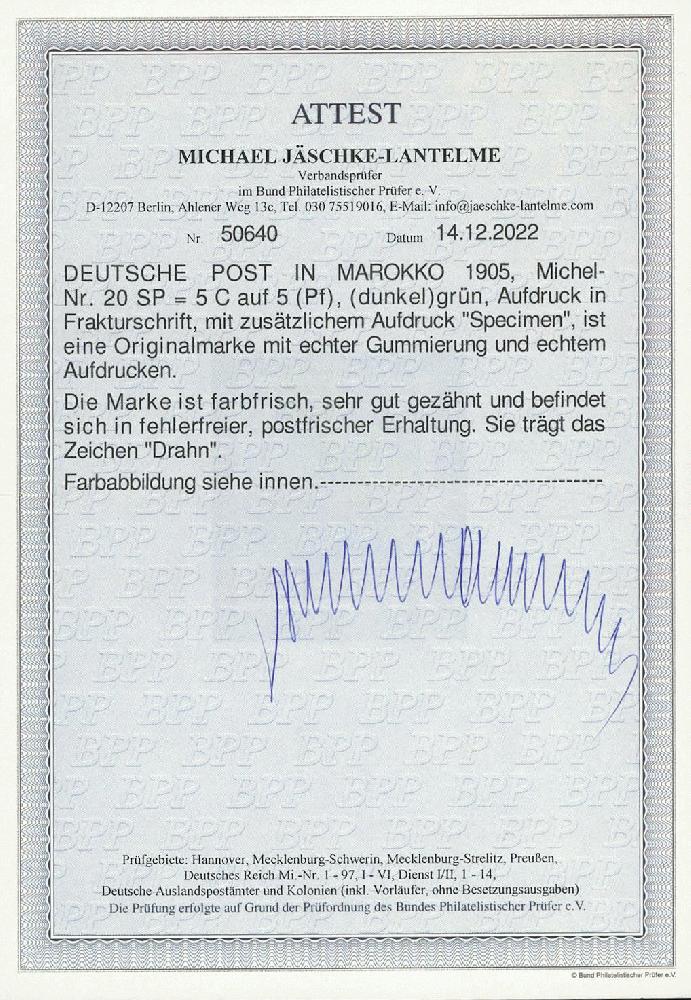 ATTEST
MICHAEL JÄSCHKE-LANTELME
Verbandsprüfer
im Bund Philatelistischer Prüfer e. V.
D-12207 Berlin, Ahlener Weg 13c, Tel. 030 75519016, E-Mail: info@jaeschke-lantelme.com
Nr. 50640 Datum 14.12.2022
DEUTSCHE POST IN MAROKKO 1905, Michel-
Nr. 20 SP = 5 C auf 5 (Pf), (dunkel)grün, Aufdruck in
Frakturschrift, mit zusätzlichem Aufdruck "Specimen", ist
eine Originalmarke mit echter Gummierung und echtem
Aufdrucken.
Die Marke ist farbfrisch, sehr gut gezähnt und befindet
sich in fehlerfreier, postfrischer Erhaltung. Sie trägt das
Zeichen "Drahn".
Farbabbildung siehe innen.-------------------------------------
Prüfgebiete: Hannover, Mecklenburg-Schwerin, Mecklenburg-Strelitz, Preußen,
Deutsches Reich Mi.-Nr. 1 - 97, I - VI, Dienst I/II, 1 - 14,
Deutsche Auslandspostämter und Kolonien (inkl. Vorläufer, ohne Besetzungsausgaben)
Die Prüfung erfolgte auf Grund der Prüfordnung des Bundes Philatelistischer Prüfer e.V.
© Bund Philatelistischer Prüfer e.V.